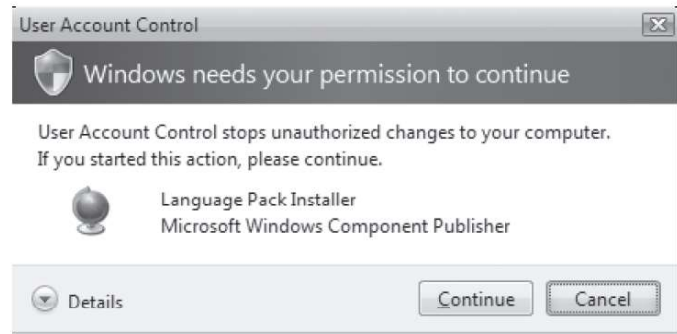 User Account Control
Windows needs your permission to continue
User Account Control stops unauthorized changes to your computer.
If you started this action, please continue.
Language Pack Installer
Microsoft Windows Component Publisher
Details
Continue
Cancel